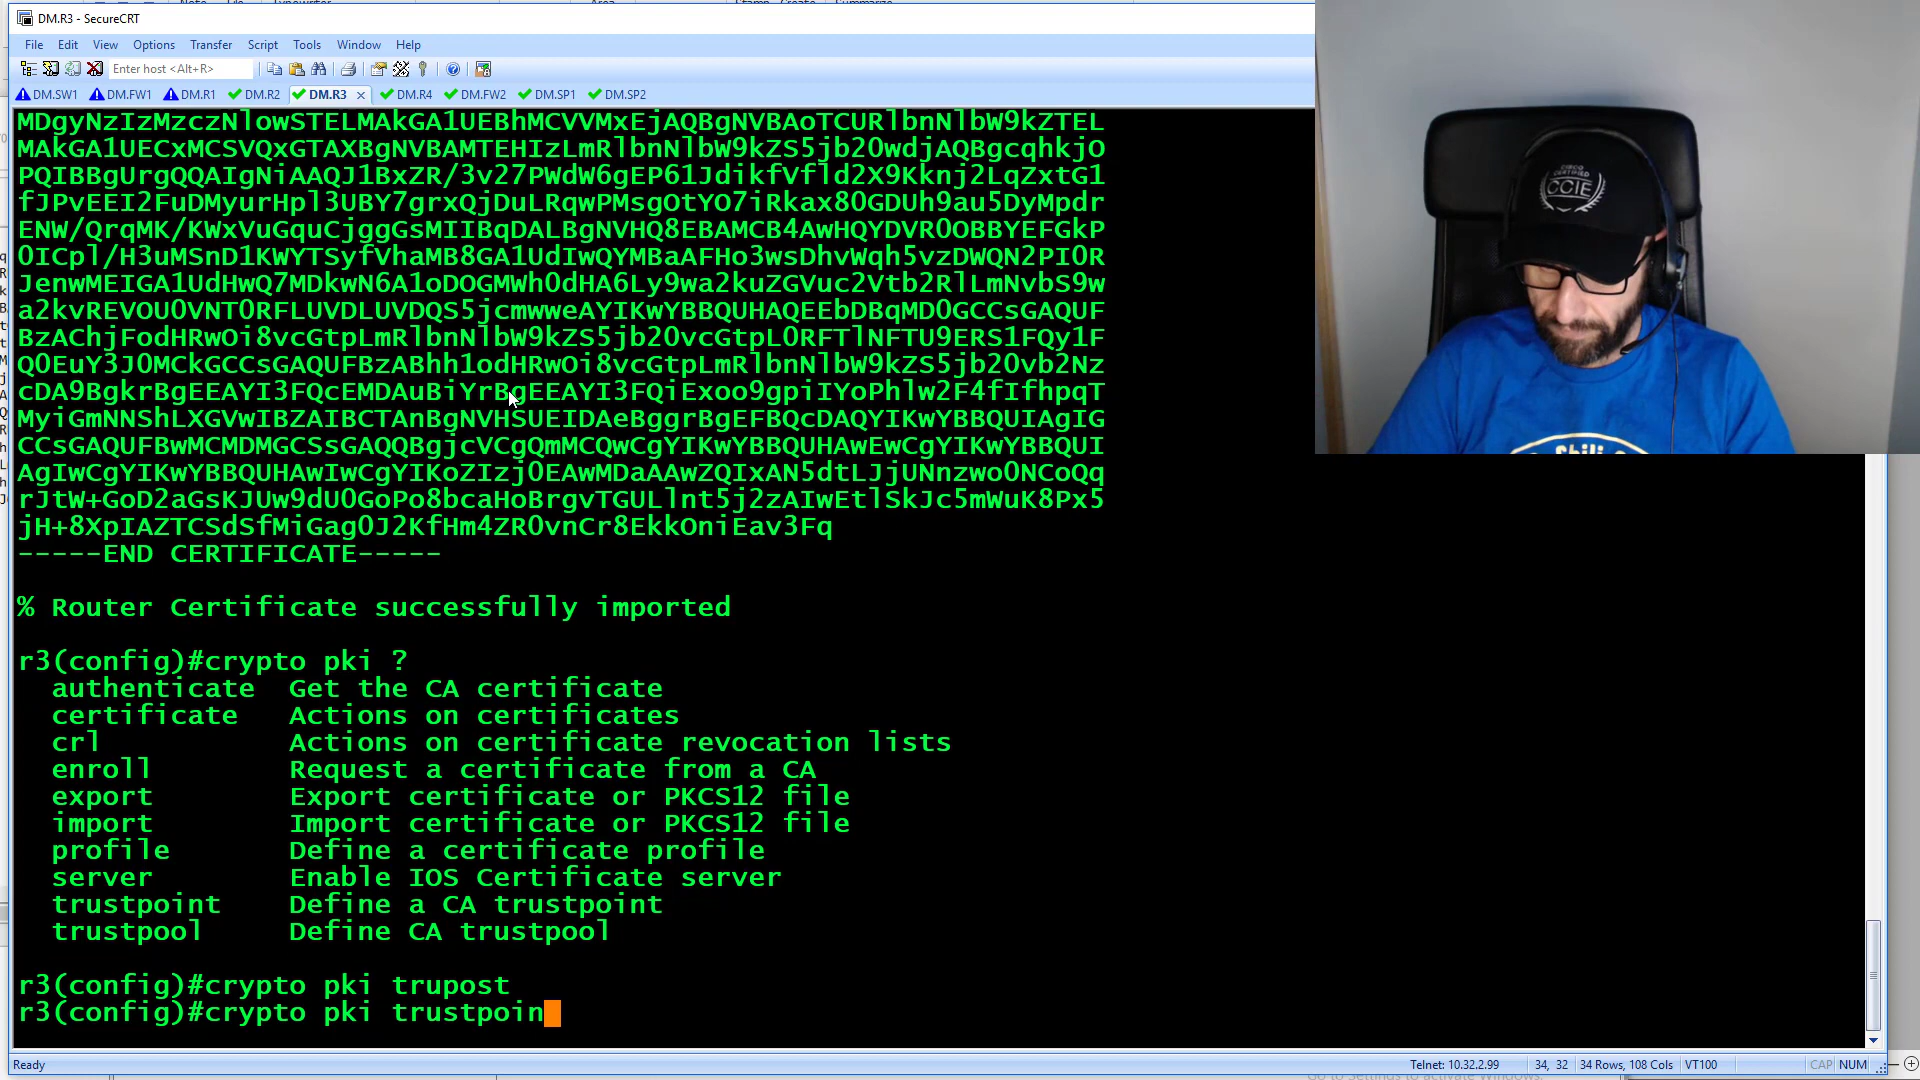 DM.R3 - SecureCRT
File Edit View Options Transfer Script Tools Window Help
Enter host <Alt+R>
DM.SW1 DM.FW1 DM.R1 DM.R2 DM.R3 DM.R4 DM.FW2 DM.SP1 DM.SP2
MDgyNzIzMzczNlowSTELMAkGA1UEBhMCVVMxEjAQBgNVBAoTCURlbnNlbW9kZTEL
MAkGA1UECxMCSVQxGTAXBgNVBAMTEHIzLmRlbnNlbW9kZS5jb20wdjAQBgcqhkjO
PQIBBgUrgQQAIgNiAAQJ1BxZR/3v27PWdW6gEP61JdikfVfld2X9Kknj2LqZxtG1
fJPvEEI2FuDMyurHpl3UBY7grxQjDuLRqwPMsgOtYO7iRkax8OGDUh9au5DyMpdr
ENW/QrqMK/KWxVuGquCjggGsMIIBqDALBgNVHQ8EBAMCB4AwHQYDVR0OBBYEFGkP
OICpl/H3uMSnD1KWYTSyfVhaMB8GA1UdIwQYMBaAFHo3wsDhvWqh5vzDWQN2PI0R
JenwMEIGA1UdHwQ7MDkwN6A1oDOGMWh0dHA6Ly9wa2kuZGVuc2Vtb2RlLmNvbS9w
a2kvREVOU0VNT0RFLUVDLUVDQS5jcmwweAYIKwYBBQUHAQEEbDBqMDOGCCsGAQUF
BzAChjFodHRwOi8vcGtpLmRlbnNlbW9kZS5jb20vcGtpL0RFTlNFTU9ERS1FQy1F
Q0EuY3J0MCkGCCsGAQUFBzABhh1odHRwOi8vcGtpLmRlbnNlbW9kZS5jb20vb2Nz
cDA9BgkrBgEEAYI3FQcEMDAuBiYrBgEEAYI3FQiExoo9gpiIYoPhlw2F4fIfhpqT
MyiGmNNShLXGVwIBZAIBCTAnBgNVHSUEIDAeBggrBgEFBQcDAQYIKwYBBQUIAgIG
CCsGAQUFBwMCMDMGCSsGAQQBgjcVCgQmMCQwCgYIKwYBBQUHAwEwCgYIKwYBBQUI
AgIwCgYIKwYBBQUHAwIwCgYIKoZIzj0EAwMDaAAwZQIxAN5dtLJjUNnzwo0NCoQq
rJtW+GoD2aGsKJUw9dU0GoPo8bcaHoBrgvTGULlnt5j2zAIwEtlSkJc5mWuK8Px5
jH+8XpIAZTCSdSfMiGagOJ2KfHm4ZROvnCr8EkkOniEav3Fq
-----END CERTIFICATE-----
% Router Certificate successfully imported
r3(config)#crypto pki ?
authenticate Get the CA certificate
certificate Actions on certificates
crl Actions on certificate revocation lists
enroll Request a certificate from a CA
export Export certificate or PKCS12 file
import Import certificate or PKCS12 file
profile Define a certificate profile
server Enable IOS Certificate server
trustpoint Define a CA trustpoint
trustpool Define CA trustpool
r3(config)#crypto pki trupost
r3(config)#crypto pki trustpoin
Ready Telnet: 10.32.2.99 34, 32 34 Rows, 108 Cols VT100 CAP NUM
CISCO CERTIFIED
CCIE